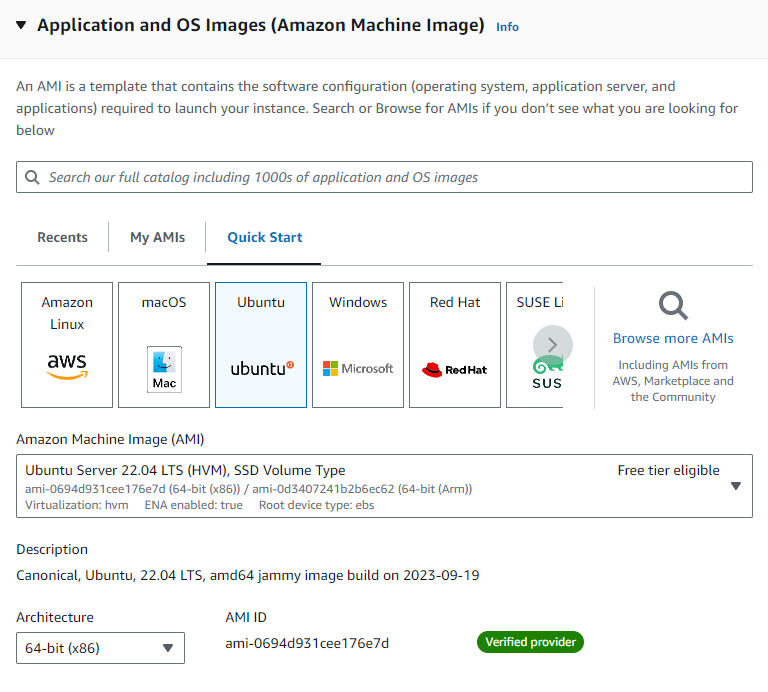 Application and OS Images (Amazon Machine Image) Info
An AMI is a template that contains the software configuration (operating system, application server, and
applications) required to launch your instance. Search or Browse for AMIs if you don't see what you are looking for
below
Search our full catalog including 1000s of application and OS images
Recents
My AMIs
Quick Start
Amazon
Linux
aws
macOS
Mac
Ubuntu
ubuntu
Windows
Microsoft
Red Hat
Red Hat
SUSE Li
SUS
Browse more AMIs
Including AMIs from
AWS, Marketplace and
the Community
Amazon Machine Image (AMI)
Ubuntu Server 22.04 LTS (HVM), SSD Volume Type
Free tier eligible
ami-0694d931cee176e7d (64-bit (x86)) / ami-0d3407241b2b6ec62 (64-bit (Arm))
Virtualization: hvm ENA enabled: true Root device type: ebs
Description
Canonical, Ubuntu, 22.04 LTS, amd64 jammy image build on 2023-09-19
Architecture
64-bit (x86)
AMI ID
ami-0694d931cee176e7d
Verified provider